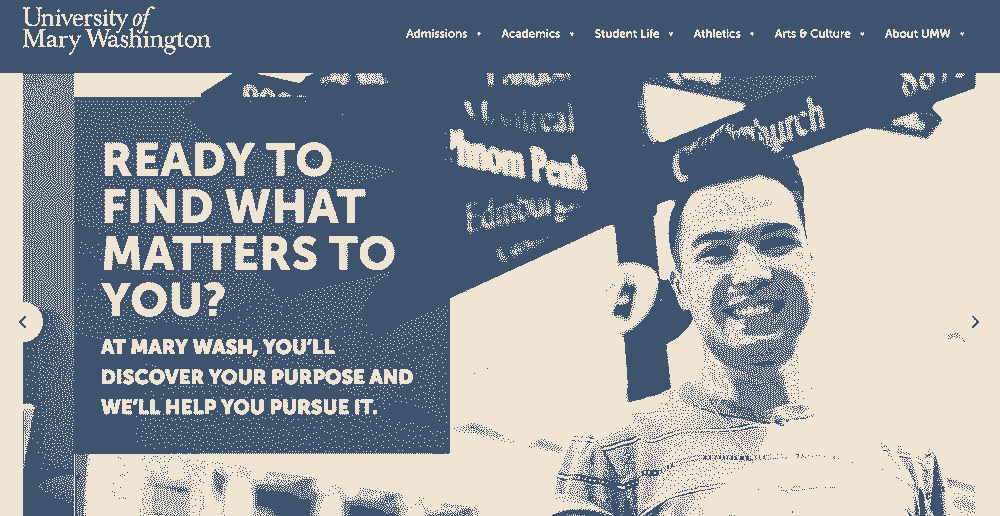 University of
Mary Washington
Admissions Academics Student Life Athletics Arts & Culture About UMW
Montreal
Phnom Penh
Edinburgh
Edinburgh
READY TO
FIND WHAT
MATTERS TO
YOU?
AT MARY WASH, YOU'LL
DISCOVER YOUR PURPOSE AND
WE'LL HELP YOU PURSUE IT.